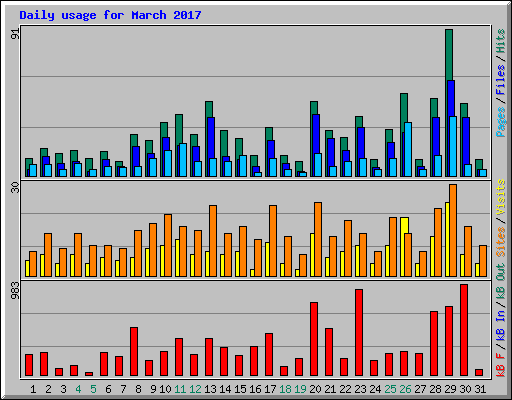 Daily usage for March 2017
91
30
983
Pages / Files / Hits
Sites / Visits
kB F / kB In / kB Out
1 2 3 4 5 6 7 8 9 10 11 12 13 14 15 16 17 18 19 20 21 22 23 24 25 26 27 28 29 30 31